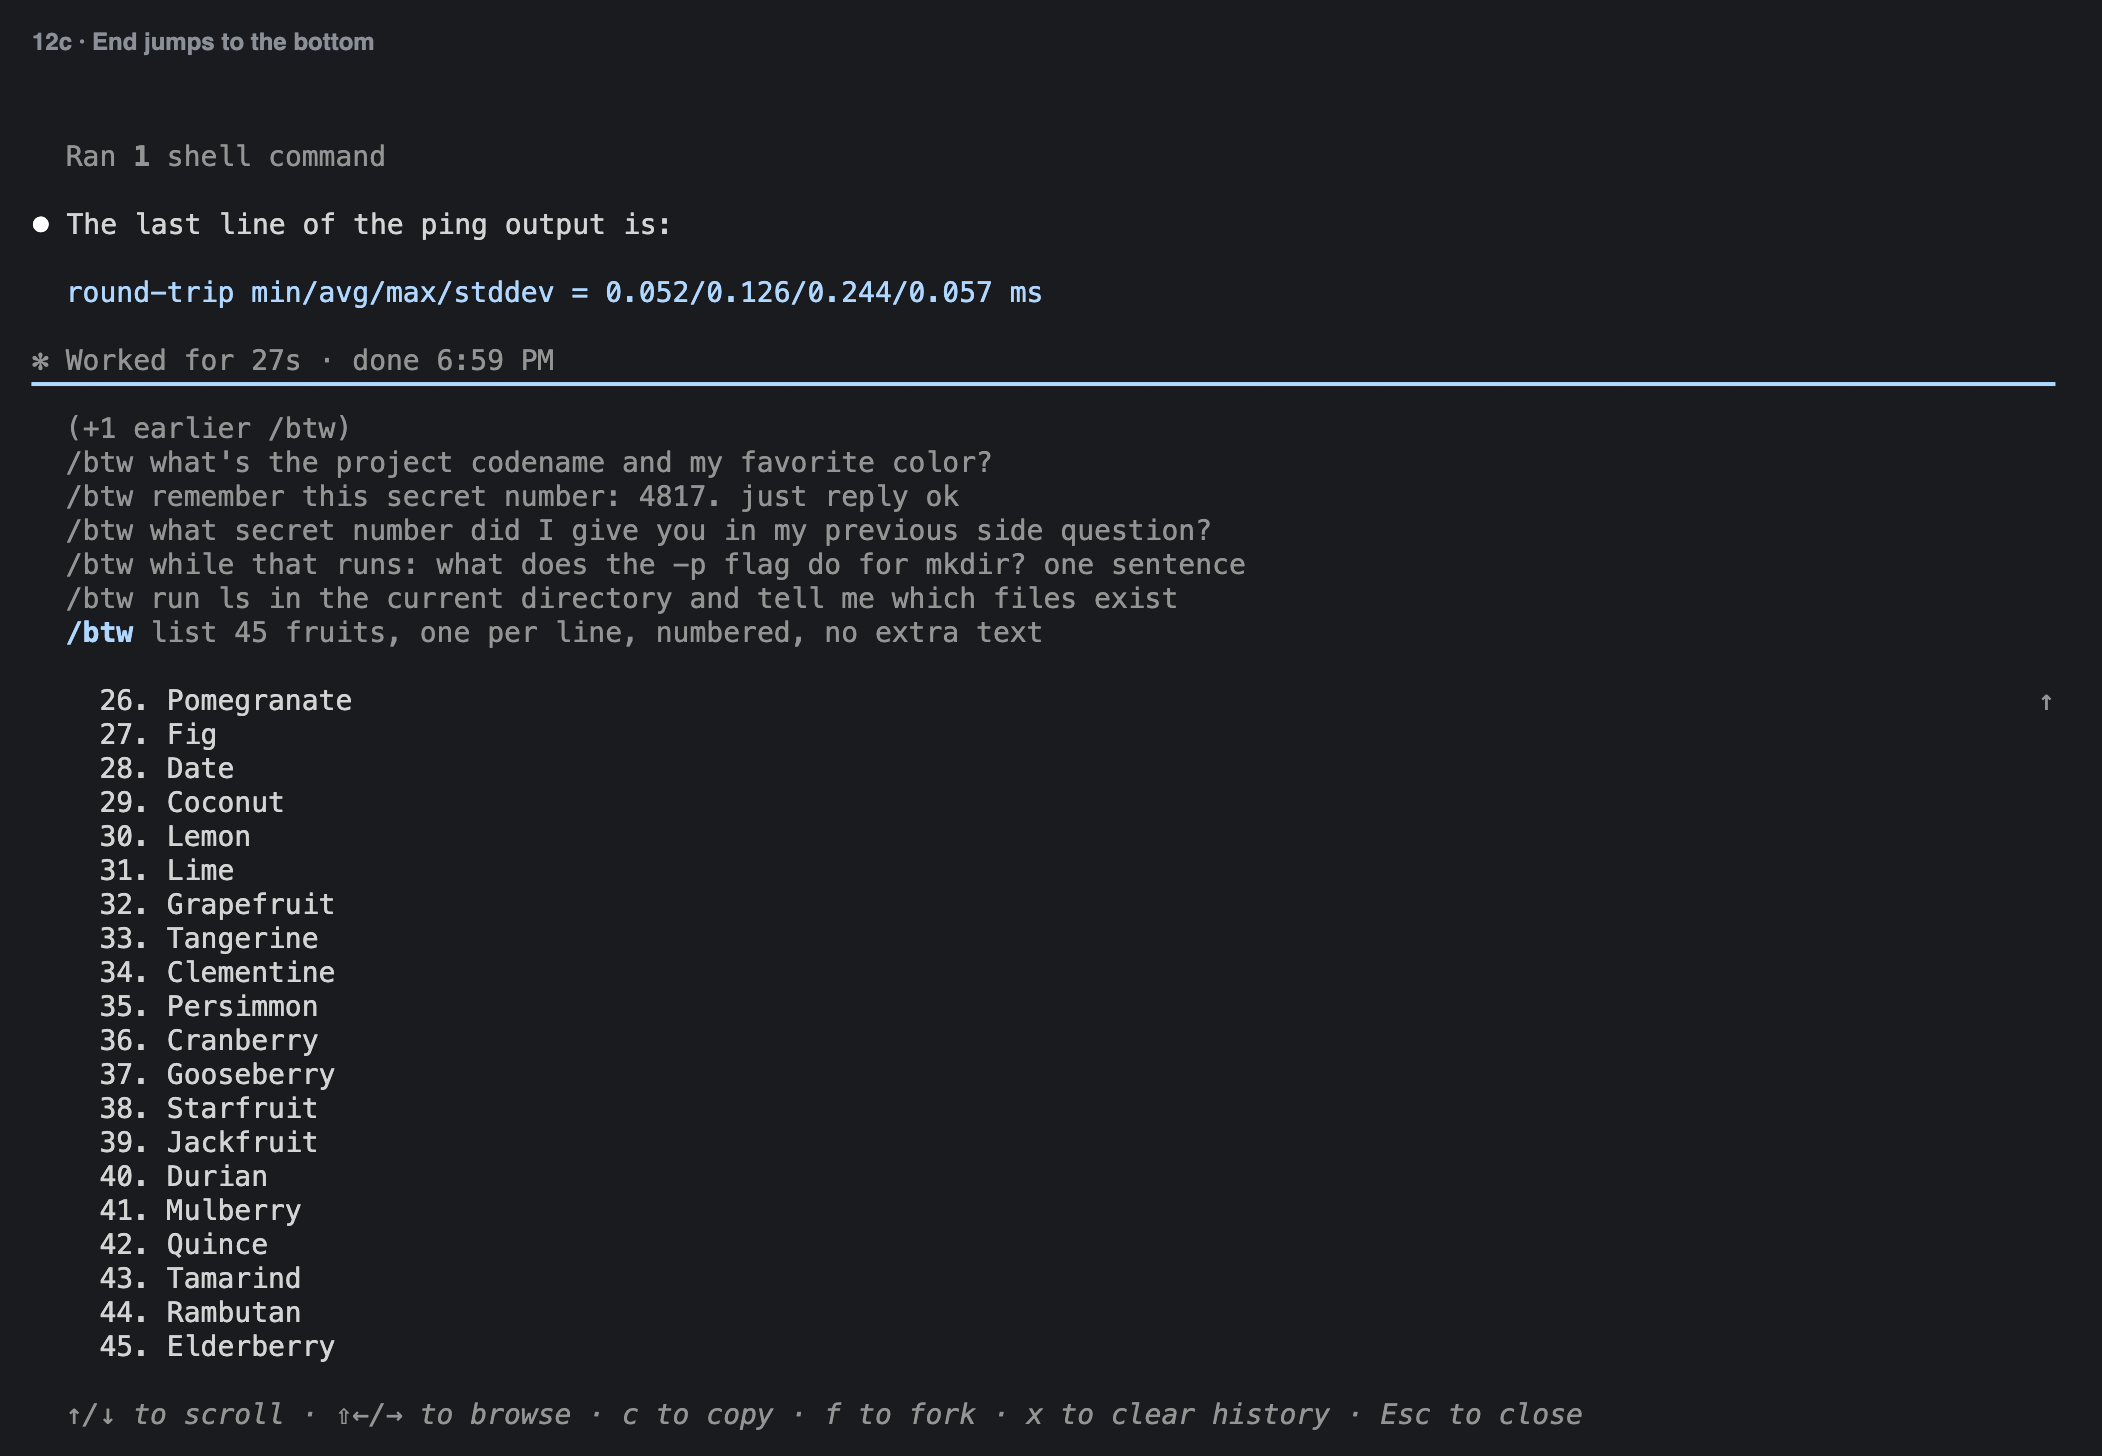 12c · End jumps to the bottom
Ran 1 shell command
● The last line of the ping output is:
round-trip min/avg/max/stddev = 0.052/0.126/0.244/0.057 ms
✻ Worked for 27s · done 6:59 PM
(+1 earlier /btw)
/btw what's the project codename and my favorite color?
/btw remember this secret number: 4817. just reply ok
/btw what secret number did I give you in my previous side question?
/btw while that runs: what does the -p flag do for mkdir? one sentence
/btw run ls in the current directory and tell me which files exist
/btw list 45 fruits, one per line, numbered, no extra text
26. Pomegranate ↑
27. Fig
28. Date
29. Coconut
30. Lemon
31. Lime
32. Grapefruit
33. Tangerine
34. Clementine
35. Persimmon
36. Cranberry
37. Gooseberry
38. Starfruit
39. Jackfruit
40. Durian
41. Mulberry
42. Quince
43. Tamarind
44. Rambutan
45. Elderberry
↑/↓ to scroll · ⇧←/→ to browse · c to copy · f to fork · x to clear history · Esc to close